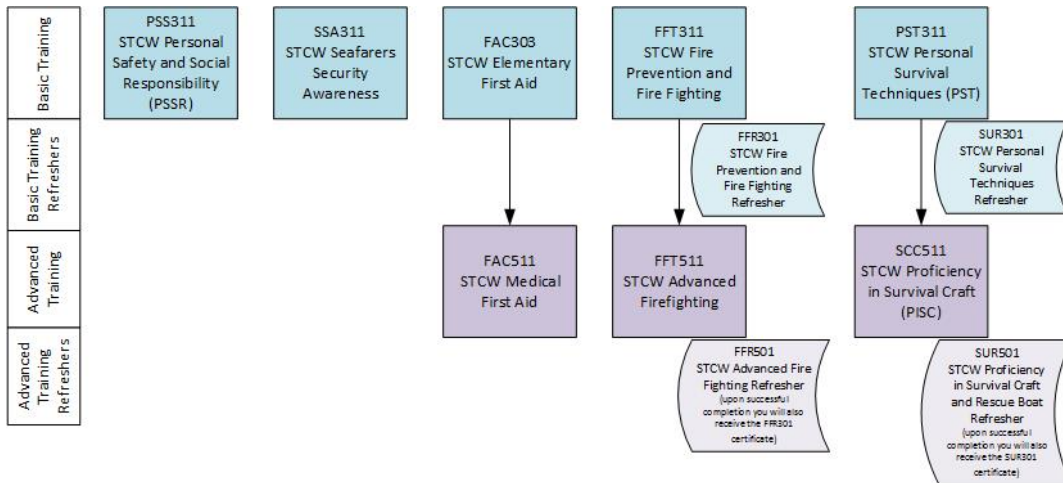 Basic Training
Basic Training
Refreshers
Advanced
Training
Advanced
Training
Refreshers
PSS311
STCW Personal
Safety and Social
Responsibility
(PSSR)
SSA311
STCW Seafarers
Security
Awareness
FAC303
STCW Elementary
First Aid
FFT311
STCW Fire
Prevention and
Fire Fighting
PST311
STCW Personal
Survival
Techniques (PST)
FFR301
STCW Fire
Prevention and
Fire Fighting
Refresher
SUR301
STCW Personal
Survival
Techniques
Refresher
FAC511
STCW Medical
First Aid
FFT511
STCW Advanced
Firefighting
SCC511
STCW Proficiency
in Survival Craft
(PISC)
FFR501
STCW Advanced Fire
Fighting Refresher
(upon successful
completion you will also
receive the FFR301
certificate)
SUR501
STCW Proficiency
in Survival Craft
and Rescue Boat
Refresher
(upon successful
completion you will also
receive the SUR301
certificate)